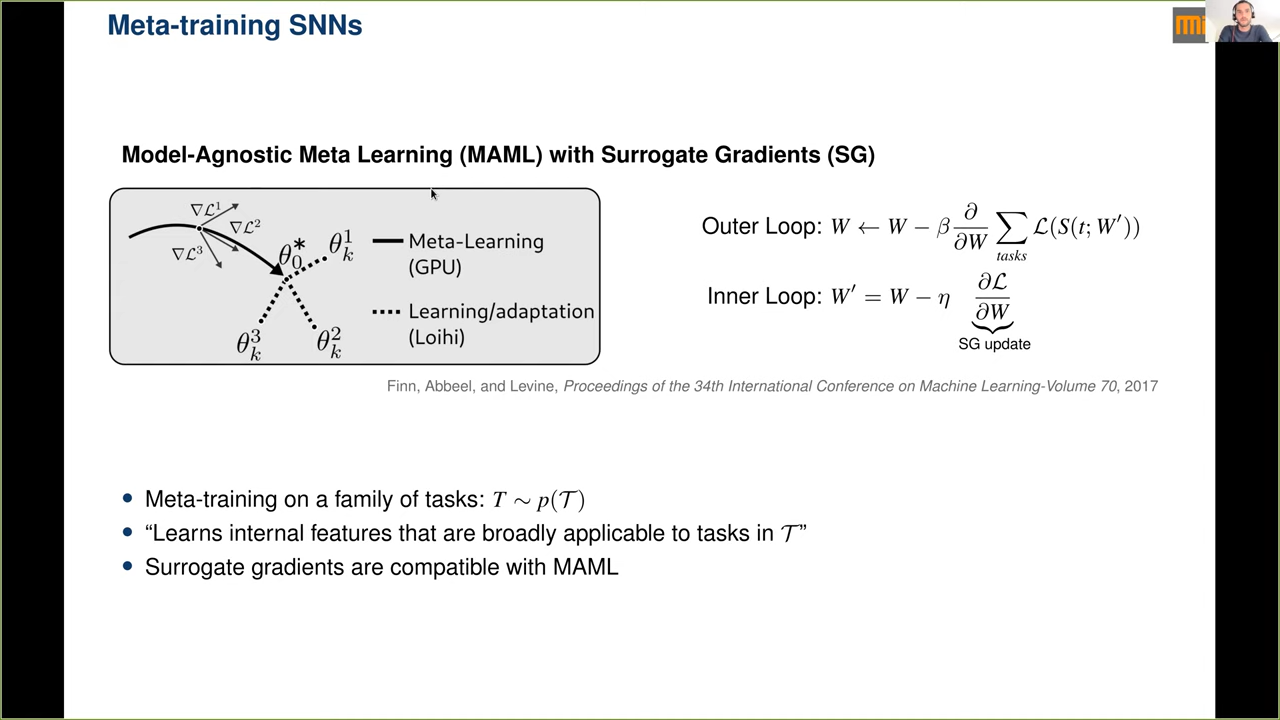 Meta-training SNNs
Model-Agnostic Meta Learning (MAML) with Surrogate Gradients (SG)
∇ℒ¹
∇ℒ²
∇ℒ³
θ₀*
θₖ¹
θₖ³
θₖ²
Meta-Learning
(GPU)
Learning/adaptation
(Loihi)
Outer Loop: W ← W − β ∂/∂W ∑ ℒ(S(t; W′))
tasks
Inner Loop: W′ = W − η ∂ℒ/∂W
SG update
Finn, Abbeel, and Levine, Proceedings of the 34th International Conference on Machine Learning-Volume 70, 2017
• Meta-training on a family of tasks: T ∼ p(𝒯)
• “Learns internal features that are broadly applicable to tasks in 𝒯”
• Surrogate gradients are compatible with MAML